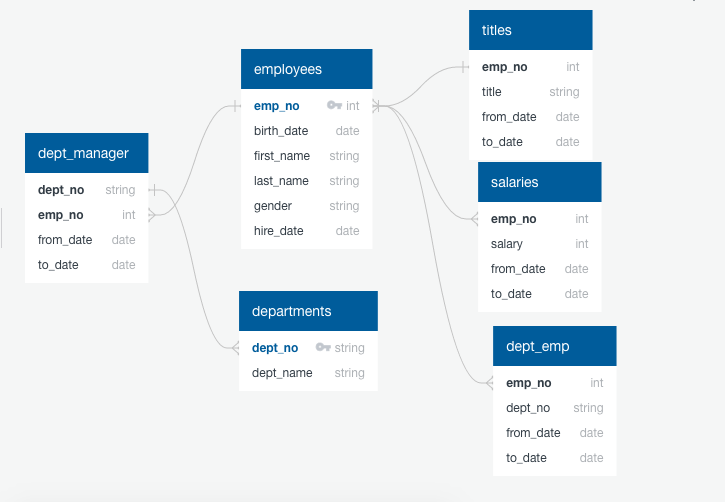 titles
emp_no int
title string
from_date date
to_date date
employees
emp_no int
birth_date date
first_name string
last_name string
gender string
hire_date date
dept_manager
dept_no string
emp_no int
from_date date
to_date date
salaries
emp_no int
salary int
from_date date
to_date date
departments
dept_no string
dept_name string
dept_emp
emp_no int
dept_no string
from_date date
to_date date